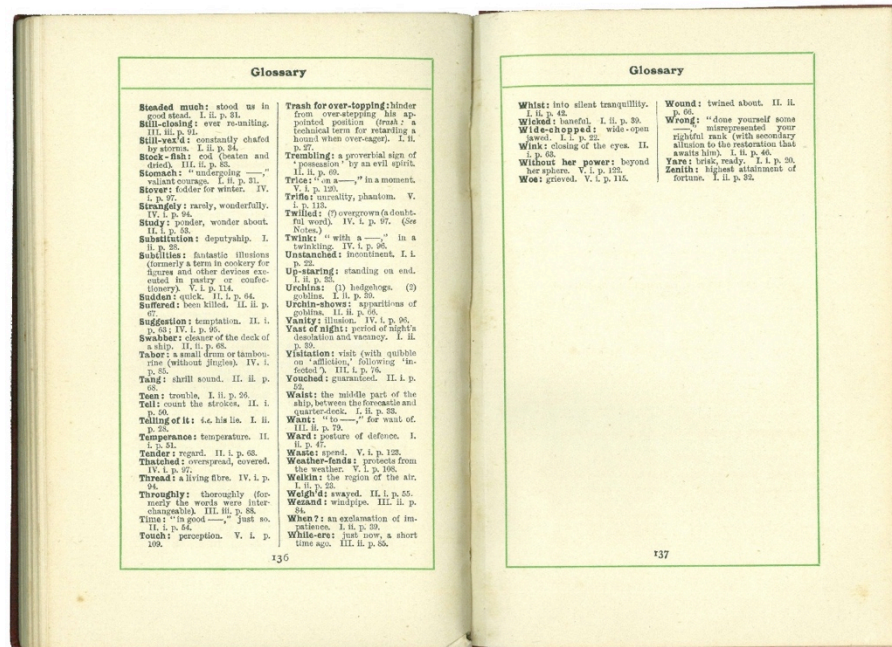 Glossary
Steaded much: stood us in
good stead. I. ii. p. 31.
Still-closing: ever re-uniting.
III. iii. p. 91.
Still-vex'd: constantly chafed
by storms. I. ii. p. 34.
Stock-fish: cod (beaten and
dried). III. ii. p. 83.
Stomach: "undergoing ——,"
valiant courage. I. ii. p. 31.
Stover: fodder for winter. IV.
i. p. 97.
Strangely: rarely, wonderfully.
IV. i. p. 94.
Study: ponder, wonder about.
II. i. p. 53.
Substitution: deputyship. I.
ii. p. 28.
Subtilties: fantastic illusions
(formerly a term in cookery for
figures and other devices exe-
cuted in pastry or confec-
tionery). V. i. p. 114.
Sudden: quick. II. i. p. 64.
Suffered: been killed. II. ii. p.
67.
Suggestion: temptation. II. i.
p. 63; IV. i. p. 95.
Swabber: cleaner of the deck of
a ship. II. ii. p. 68.
Tabor: a small drum or tambou-
rine (without jingles). IV. i.
p. 85.
Tang: shrill sound. II. ii. p.
68.
Teen: trouble. I. ii. p. 26.
Tell: count the strokes. II. i.
p. 50.
Telling of it: i.e. his lie. I. ii.
p. 28.
Temperance: temperature. II.
i. p. 51.
Tender: regard. II. i. p. 63.
Thatched: overspread, covered.
IV. i. p. 97.
Thread: a living fibre. IV. i. p.
94.
Throughly: thoroughly (for-
merly the words were inter-
changeable). III. iii. p. 88.
Time: "in good ——," just so.
II. i. p. 54.
Touch: perception. V. i. p.
109.
Trash for over-topping: hinder
from over-stepping his ap-
pointed position (trash: a
technical term for retarding a
hound when over-eager). I. ii.
p. 27.
Trembling: a proverbial sign of
'possession' by an evil spirit.
II. ii. p. 69.
Trice: "on a ——," in a moment.
V. i. p. 120.
Trifle: unreality, phantom. V.
i. p. 113.
Twilled: (?) overgrown (a doubt-
ful word). IV. i. p. 97. (See
Notes.)
Twink: "with a ——," in a
twinkling. IV. i. p. 96.
Unstanched: incontinent. I. i.
p. 22.
Up-staring: standing on end.
I. ii. p. 33.
Urchins: (1) hedgehogs. (2)
goblins. I. ii. p. 39.
Urchin-shows: apparitions of
goblins. II. ii. p. 66.
Vanity: illusion. IV. i. p. 96.
Vast of night: period of night's
desolation and vacancy. I. ii.
p. 39.
Visitation: visit (with quibble
on 'affliction,' following 'in-
fected'). III. i. p. 76.
Vouched: guaranteed. II. i. p.
52.
Waist: the middle part of the
ship, between the forecastle and
quarter-deck. I. ii. p. 33.
Want: "to ——," for want of.
III. ii. p. 79.
Ward: posture of defence. I.
ii. p. 47.
Waste: spend. V. i. p. 123.
Weather-fends: protects from
the weather. V. i. p. 108.
Welkin: the region of the air.
I. ii. p. 23.
Weigh'd: swayed. II. i. p. 55.
Wezand: windpipe. III. ii. p.
84.
When?: an exclamation of im-
patience. I. ii. p. 39.
While-ere: just now, a short
time ago. III. ii. p. 85.
136
Glossary
Whist: into silent tranquillity.
I. ii. p. 42.
Wicked: baneful. I. ii. p. 39.
Wide-chopped: wide-open
jawed. I. i. p. 22.
Wink: closing of the eyes. II.
i. p. 63.
Without her power: beyond
her sphere. V. i. p. 122.
Woe: grieved. V. i. p. 115.
Wound: twined about. II. ii.
p. 66.
Wrong: "done yourself some
——," misrepresented your
rightful rank (with secondary
allusion to the restoration that
awaits him). I. ii. p. 46.
Yare: brisk, ready. I. i. p. 20.
Zenith: highest attainment of
fortune. I. ii. p. 32.
137